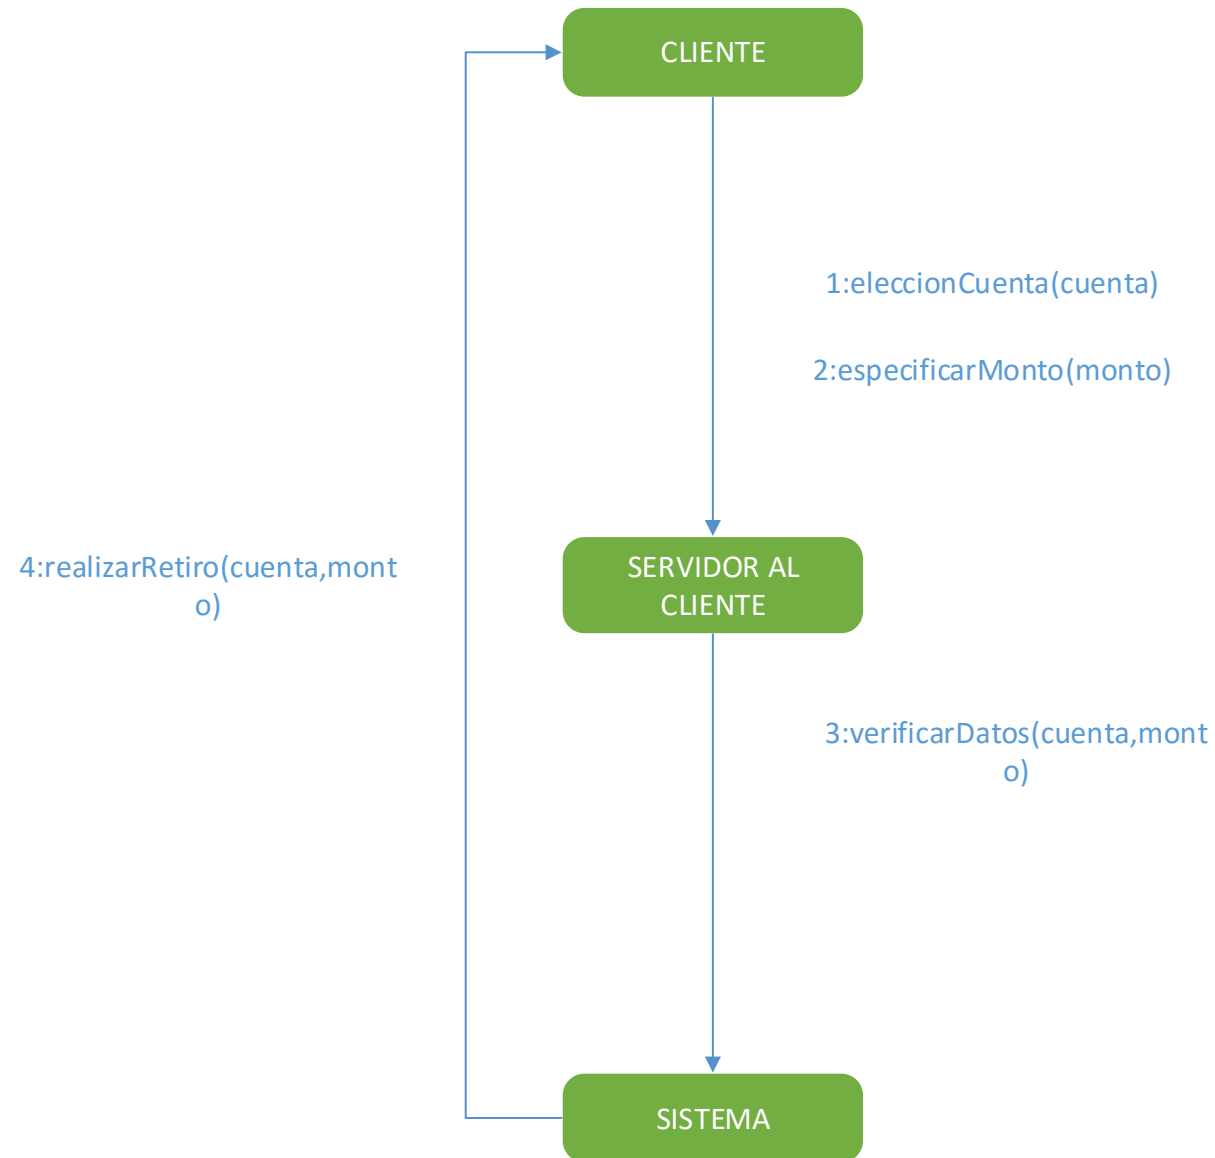 CLIENTE
1:eleccionCuenta(cuenta)
2:especificarMonto(monto)
4:realizarRetiro(cuenta,mont
o)
SERVIDOR AL
CLIENTE
3:verificarDatos(cuenta,mont
o)
SISTEMA